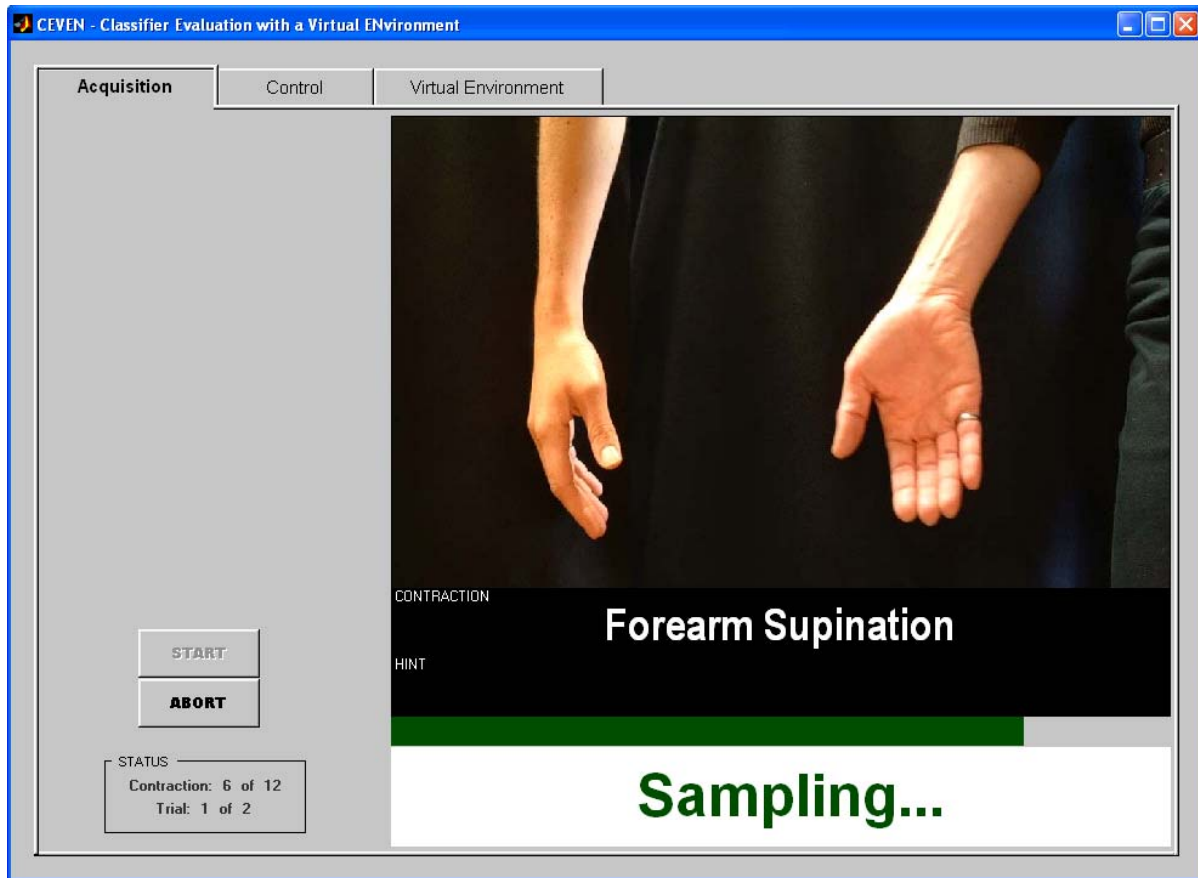 CEVEN - Classifier Evaluation with a Virtual ENvironment
Acquisition
Control
Virtual Environment
CONTRACTION
Forearm Supination
HINT
START
ABORT
STATUS
Contraction: 6 of 12
Trial: 1 of 2
Sampling...